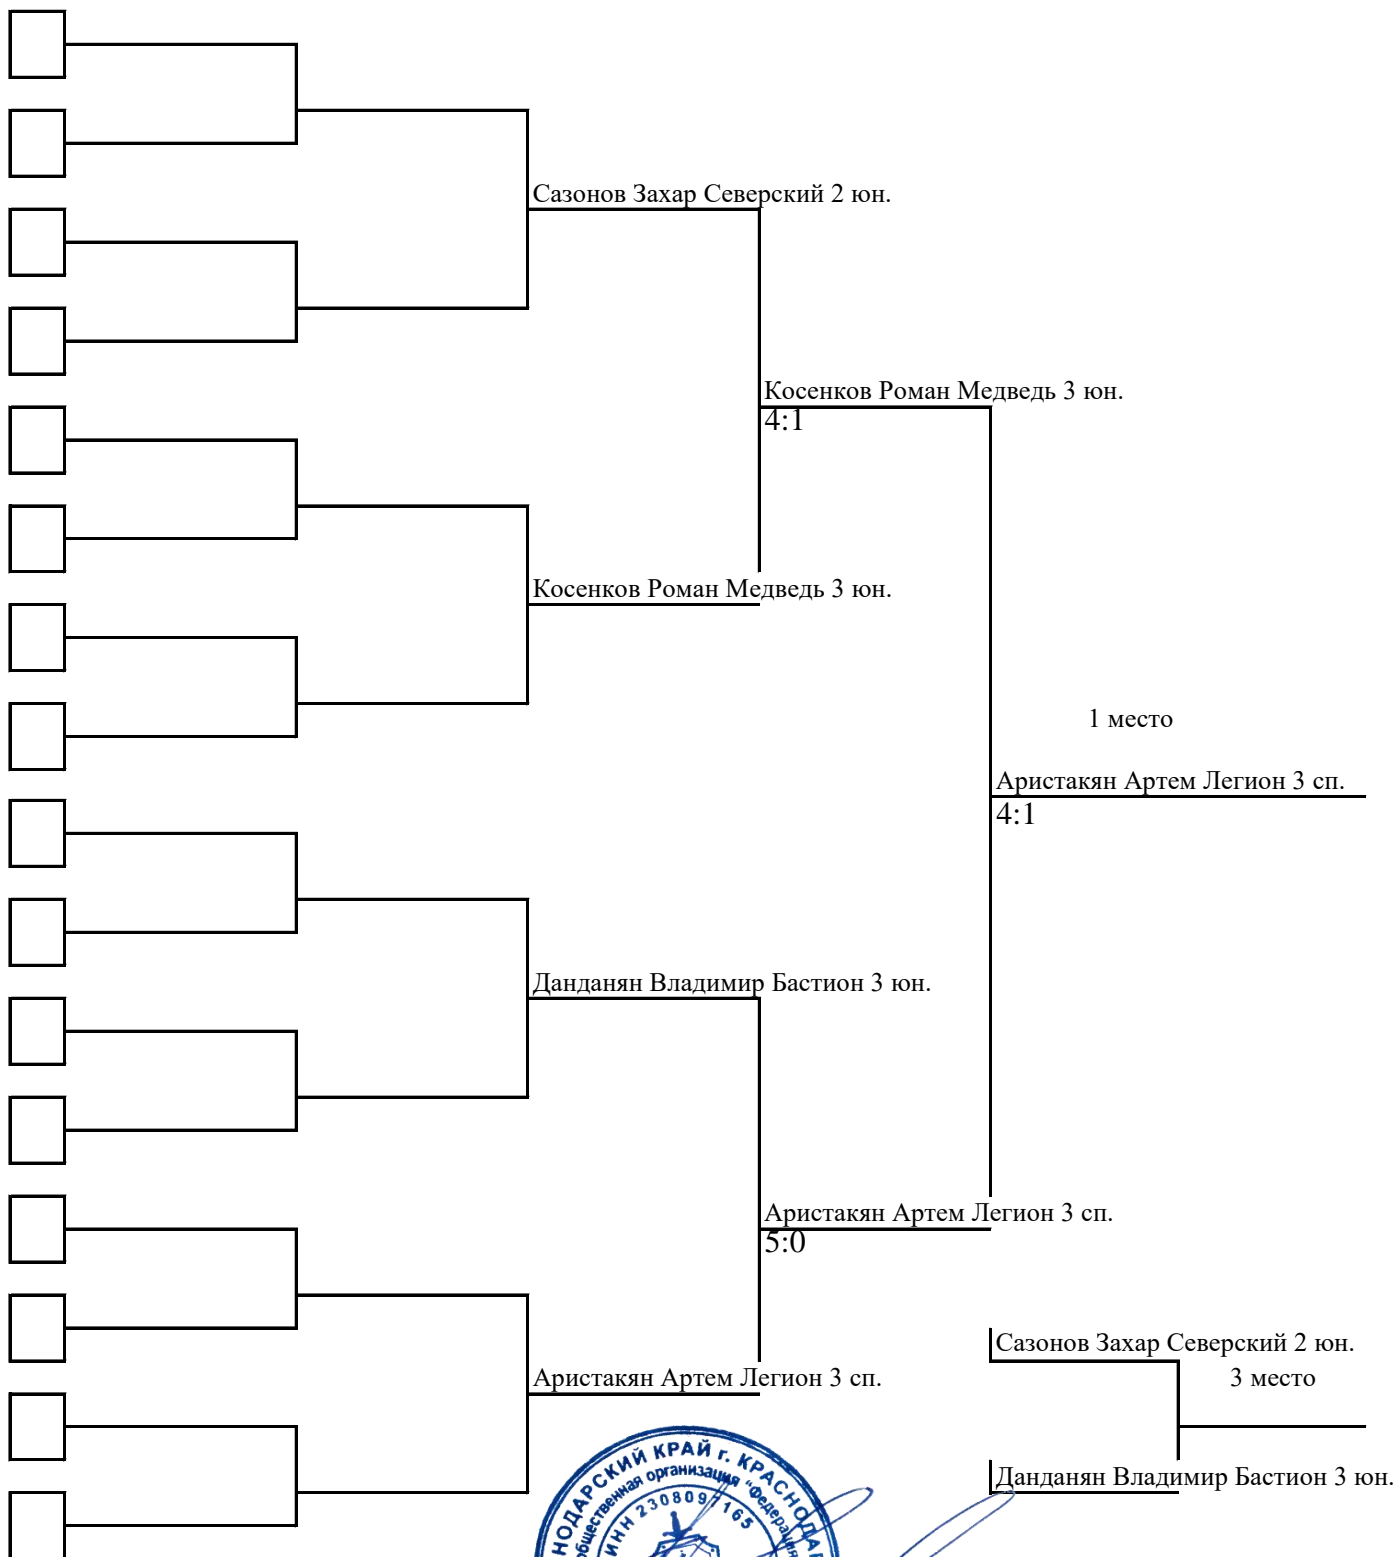 Сазонов Захар Северский 2 юн.
Косенков Роман Медведь 3 юн.
4:1
Косенков Роман Медведь 3 юн.
1 место
Аристакян Артем Легион 3 сп.
4:1
Данданян Владимир Бастион 3 юн.
Аристакян Артем Легион 3 сп.
5:0
Сазонов Захар Северский 2 юн.
Аристакян Артем Легион 3 сп.
3 место
Данданян Владимир Бастион 3 юн.
КРАЙ г.
общественная организация "Федерация
ИНН 2308097165